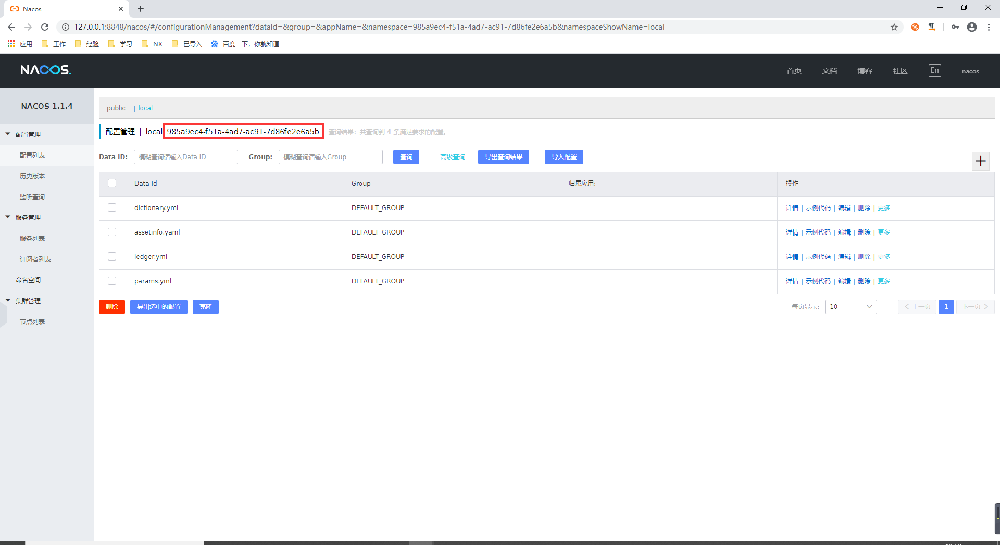 Nacos
127.0.0.1:8848/nacos/#/configurationManagement?dataId=&group=&appName=&namespace=985a9ec4-f51a-4ad7-ac91-7d86fe2e6a5b&namespaceShowName=local
应用 工作 经验 学习 NX 已导入 百度一下，你就知道
NACOS. 首页 文档 博客 社区 En nacos
NACOS 1.1.4
配置管理
配置列表
历史版本
监听查询
服务管理
服务列表
订阅者列表
命名空间
集群管理
节点列表
public | local
配置管理 | local 985a9ec4-f51a-4ad7-ac91-7d86fe2e6a5b 查询结果：共查询到 4 条满足要求的配置。
Data ID: 模糊查询请输入Data ID Group: 模糊查询请输入Group 查询 高级查询 导出查询结果 导入配置
Data Id Group 归属应用: 操作
dictionary.yml DEFAULT_GROUP 详情 | 示例代码 | 编辑 | 删除 | 更多
assetinfo.yaml DEFAULT_GROUP 详情 | 示例代码 | 编辑 | 删除 | 更多
ledger.yml DEFAULT_GROUP 详情 | 示例代码 | 编辑 | 删除 | 更多
params.yml DEFAULT_GROUP 详情 | 示例代码 | 编辑 | 删除 | 更多
删除 导出选中的配置 克隆 每页显示: 10 上一页 1 下一页